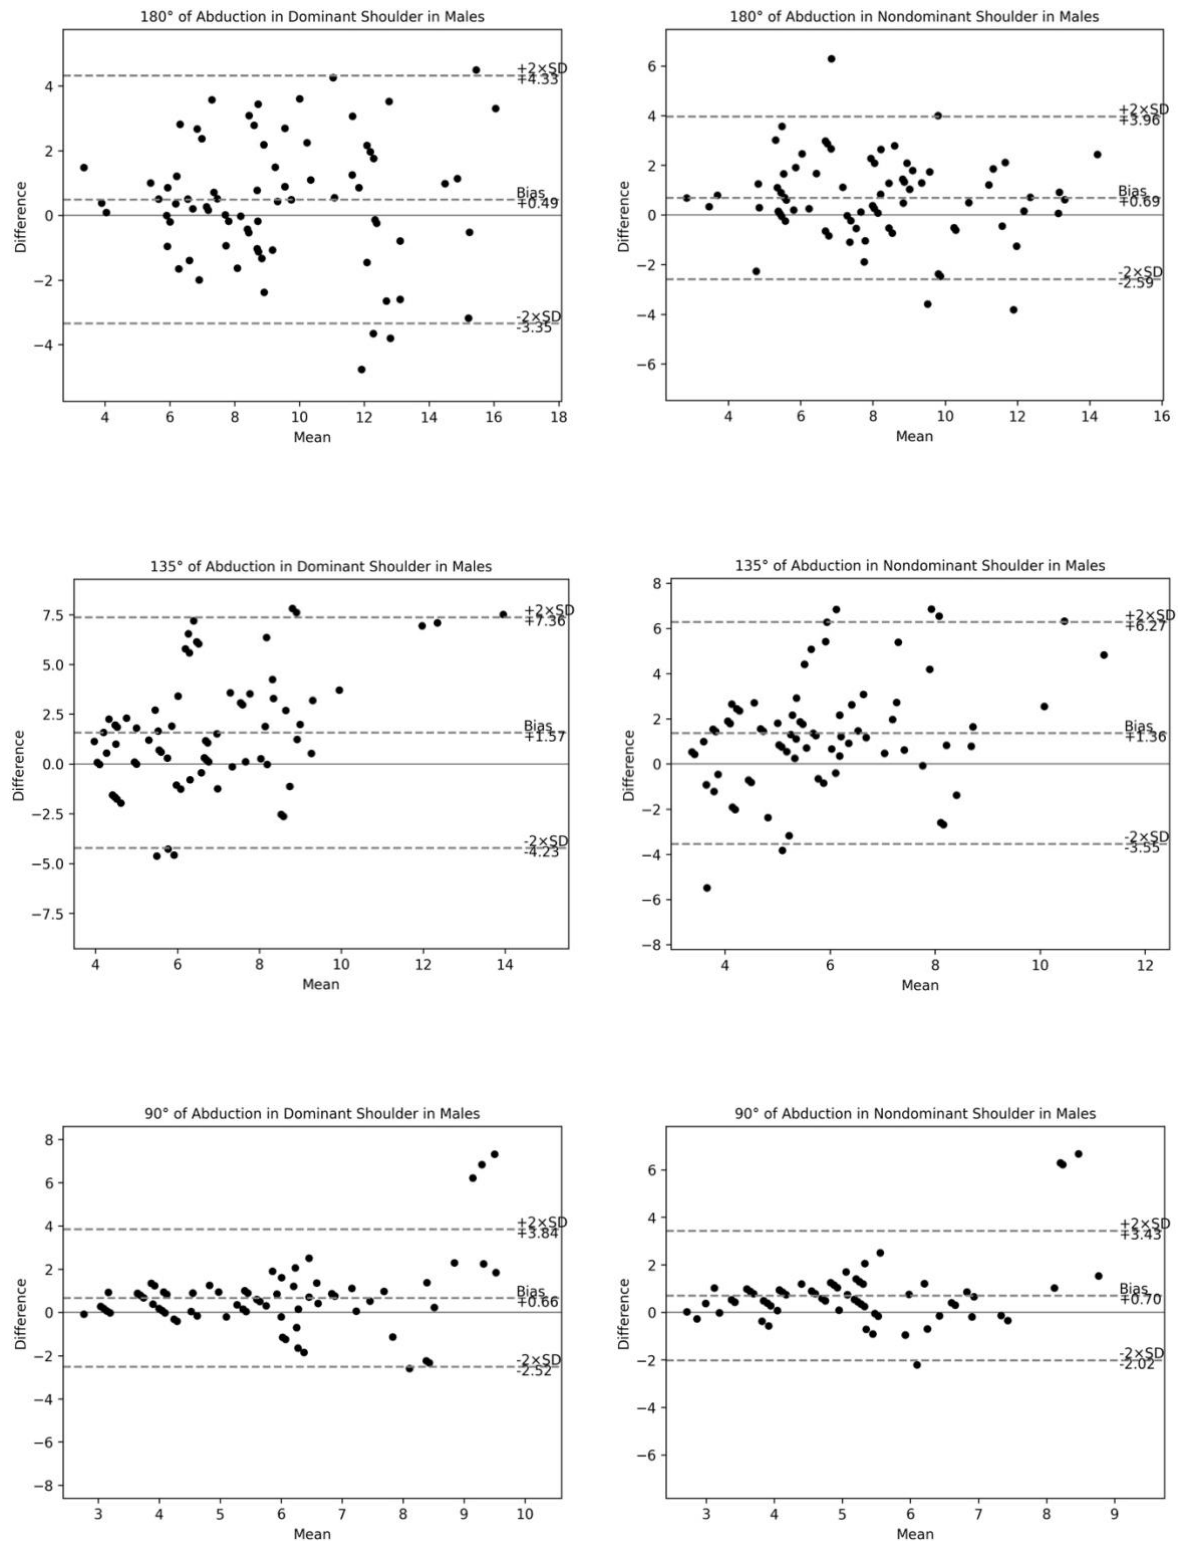 180° of Abduction in Dominant Shoulder in Males
Difference
4
2
0
−2
−4
+2×SD
+4.33
Bias
+0.49
-2×SD
-3.35
4 6 8 10 12 14 16 18
Mean
180° of Abduction in Nondominant Shoulder in Males
Difference
6
4
2
0
−2
−4
−6
+2×SD
+3.96
Bias
+0.69
-2×SD
-2.59
4 6 8 10 12 14 16
Mean
135° of Abduction in Dominant Shoulder in Males
Difference
7.5
5.0
2.5
0.0
−2.5
−5.0
−7.5
+2×SD
+7.36
Bias
+1.57
-2×SD
-4.23
4 6 8 10 12 14
Mean
135° of Abduction in Nondominant Shoulder in Males
Difference
8
6
4
2
0
−2
−4
−6
−8
+2×SD
+6.27
Bias
+1.36
-2×SD
-3.55
4 6 8 10 12
Mean
90° of Abduction in Dominant Shoulder in Males
Difference
8
6
4
2
0
−2
−4
−6
−8
+2×SD
+3.84
Bias
+0.66
-2×SD
-2.52
3 4 5 6 7 8 9 10
Mean
90° of Abduction in Nondominant Shoulder in Males
Difference
6
4
2
0
−2
−4
−6
+2×SD
+3.43
Bias
+0.70
-2×SD
-2.02
3 4 5 6 7 8 9
Mean